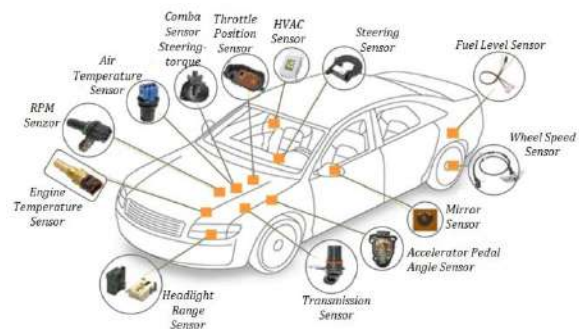 Comba
Sensor
Steering-
torque
Throttle
Position
Sensor
HVAC
Sensor
Steering
Sensor
Fuel Level Sensor
Air
Temperature
Sensor
RPM
Senzor
Wheel Speed
Sensor
Engine
Temperature
Sensor
Mirror
Sensor
Accelerator Pedal
Angle Sensor
Transmission
Sensor
Headlight
Range
Sensor